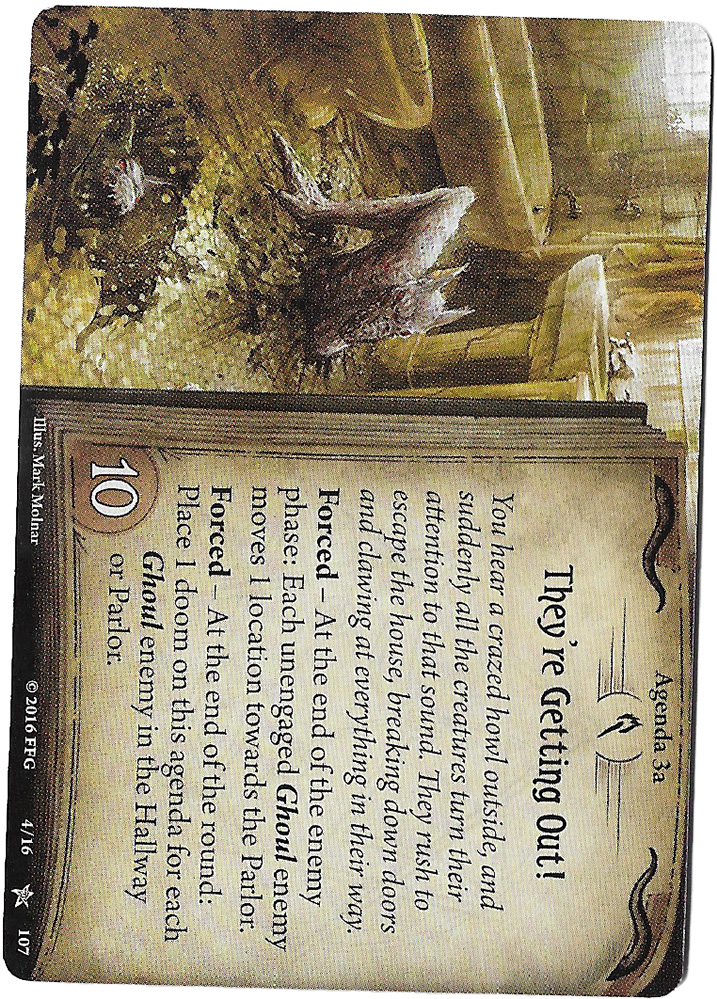 Agenda 3a
They're Getting Out!
You hear a crazed howl outside, and
suddenly all the creatures turn their
attention to that sound. They rush to
escape the house, breaking down doors
and clawing at everything in their way.
Forced – At the end of the enemy
phase: Each unengaged Ghoul enemy
moves 1 location towards the Parlor.
Forced – At the end of the round:
Place 1 doom on this agenda for each
Ghoul enemy in the Hallway
or Parlor.
10
Illus. Mark Molnar
© 2016 FFG
4/16
107